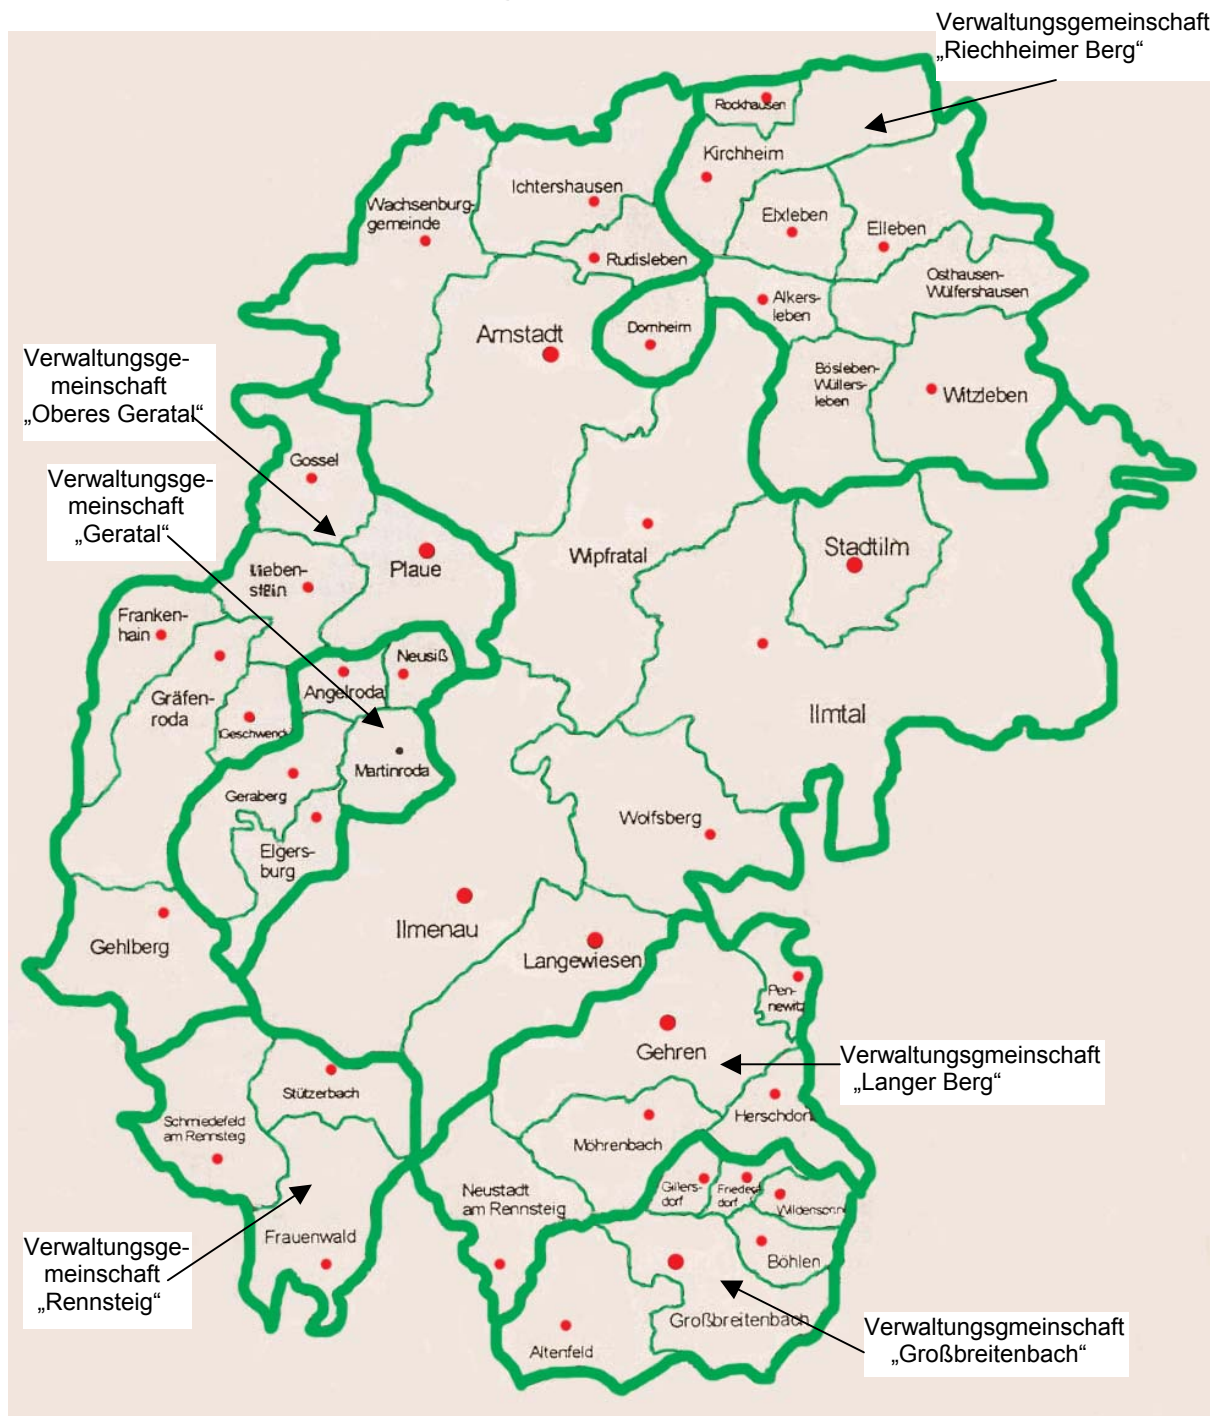 Verwaltungsgemeinschaft
„Riechheimer Berg“
Rockhausen
Kirchheim
Ichtershausen
Wachsenburg-
gemeinde
Elxleben
Elleben
Rudisleben
Osthausen-
Wülfershausen
Alkers-
leben
Dornheim
Arnstadt
Verwaltungsge-
meinschaft
„Oberes Geratal“
Bösleben-
Wüllers-
leben
Witzleben
Gossel
Verwaltungsge-
meinschaft
„Geratal“
Stadtilm
Wipfratal
Plaue
Lieben-
stein
Franken-
hain
Neusiß
Angelroda
Gräfen-
roda
Ilmtal
Geschwend
Martinroda
Geraberg
Wolfsberg
Elgers-
burg
Ilmenau
Gehlberg
Langewiesen
Pen-
newitz
Gehren
Verwaltungsgmeinschaft
„Langer Berg“
Stützerbach
Herschdorf
Schmiedefeld
am Rennsteig
Möhrenbach
Neustadt
am Rennsteig
Gillers-
dorf
Frieders-
dorf
Wildenspring
Frauenwald
Verwaltungsge-
meinschaft
„Rennsteig“
Böhlen
Großbreitenbach
Verwaltungsgmeinschaft
„Großbreitenbach“
Altenfeld